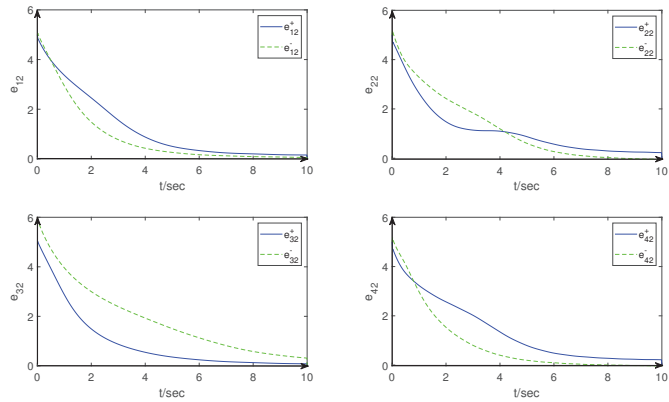 6
4
2
0
e₁₂
e⁺₁₂
e⁻₁₂
0 2 4 6 8 10
t/sec
6
4
2
0
e₂₂
e⁺₂₂
e⁻₂₂
0 2 4 6 8 10
t/sec
6
4
2
0
e₃₂
e⁺₃₂
e⁻₃₂
0 2 4 6 8 10
t/sec
6
4
2
0
e₄₂
e⁺₄₂
e⁻₄₂
0 2 4 6 8 10
t/sec